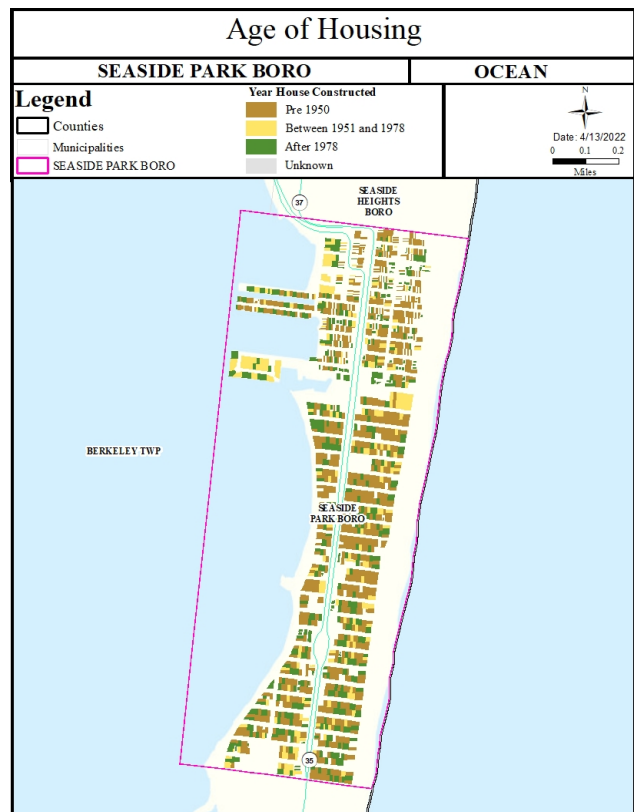 Age of Housing
SEASIDE PARK BORO
OCEAN
Legend
Counties
Municipalities
SEASIDE PARK BORO
Year House Constructed
Pre 1950
Between 1951 and 1978
After 1978
Unknown
N
Date: 4/13/2022
0 0.1 0.2
Miles
SEASIDE
HEIGHTS
BORO
37
BERKELEY TWP
SEASIDE
PARK BORO
35